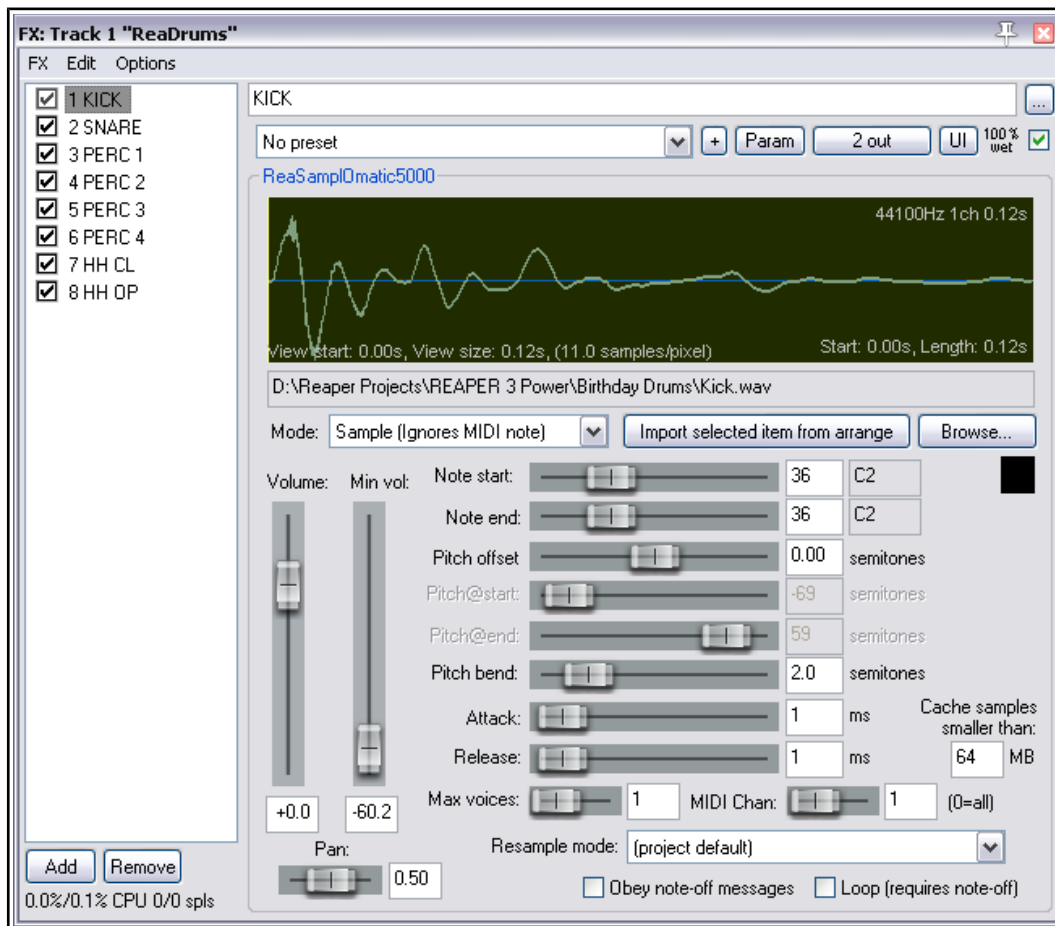 FX: Track 1 "ReaDrums"
FX Edit Options
1 KICK
2 SNARE
3 PERC 1
4 PERC 2
5 PERC 3
6 PERC 4
7 HH CL
8 HH OP
Add Remove
0.0%/0.1% CPU 0/0 spls
KICK ...
No preset + Param 2 out UI 100% wet
ReaSamplOmatic5000
44100Hz 1ch 0.12s
View start: 0.00s, View size: 0.12s, (11.0 samples/pixel) Start: 0.00s, Length: 0.12s
D:\Reaper Projects\REAPER 3 Power\Birthday Drums\Kick.wav
Mode: Sample (Ignores MIDI note) Import selected item from arrange Browse...
Volume: Min vol:
+0.0 -60.2
Pan:
0.50
Note start: 36 C2
Note end: 36 C2
Pitch offset 0.00 semitones
Pitch@start: -69 semitones
Pitch@end: 59 semitones
Pitch bend: 2.0 semitones
Attack: 1 ms
Release: 1 ms
Cache samples
smaller than:
64 MB
Max voices: 1 MIDI Chan: 1 (0=all)
Resample mode: (project default)
Obey note-off messages Loop (requires note-off)